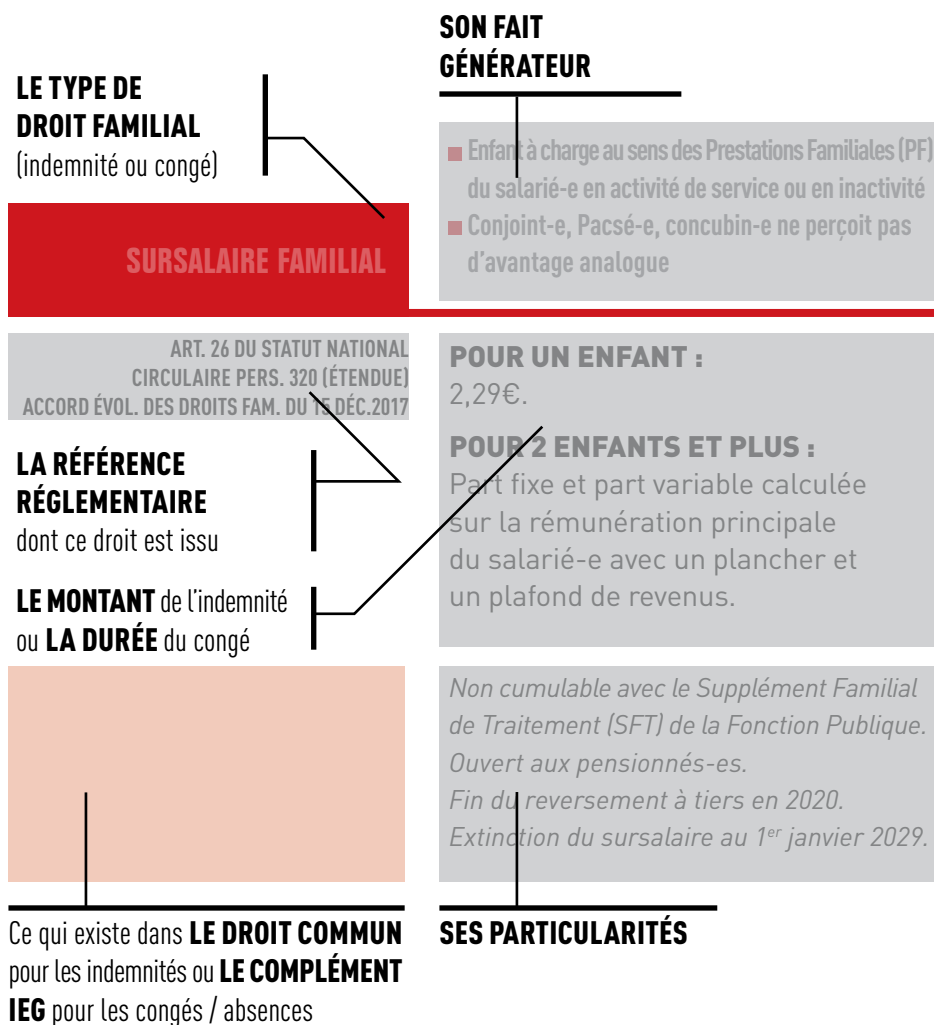 SON FAIT
GÉNÉRATEUR
LE TYPE DE
DROIT FAMILIAL
(indemnité ou congé)
■ Enfant à charge au sens des Prestations Familiales (PF)
du salarié-e en activité de service ou en inactivité
■ Conjoint-e, Pacsé-e, concubin-e ne perçoit pas
d’avantage analogue
SURSALAIRE FAMILIAL
ART. 26 DU STATUT NATIONAL
CIRCULAIRE PERS. 320 (ÉTENDUE)
ACCORD ÉVOL. DES DROITS FAM. DU 15 DÉC.2017
POUR UN ENFANT :
2,29€.
POUR 2 ENFANTS ET PLUS :
Part fixe et part variable calculée
sur la rémunération principale
du salarié-e avec un plancher et
un plafond de revenus.
LA RÉFÉRENCE
RÉGLEMENTAIRE
dont ce droit est issu
LE MONTANT de l’indemnité
ou LA DURÉE du congé
Non cumulable avec le Supplément Familial
de Traitement (SFT) de la Fonction Publique.
Ouvert aux pensionnés-es.
Fin du reversement à tiers en 2020.
Extinction du sursalaire au 1er janvier 2029.
Ce qui existe dans LE DROIT COMMUN
pour les indemnités ou LE COMPLÉMENT
IEG pour les congés / absences
SES PARTICULARITÉS